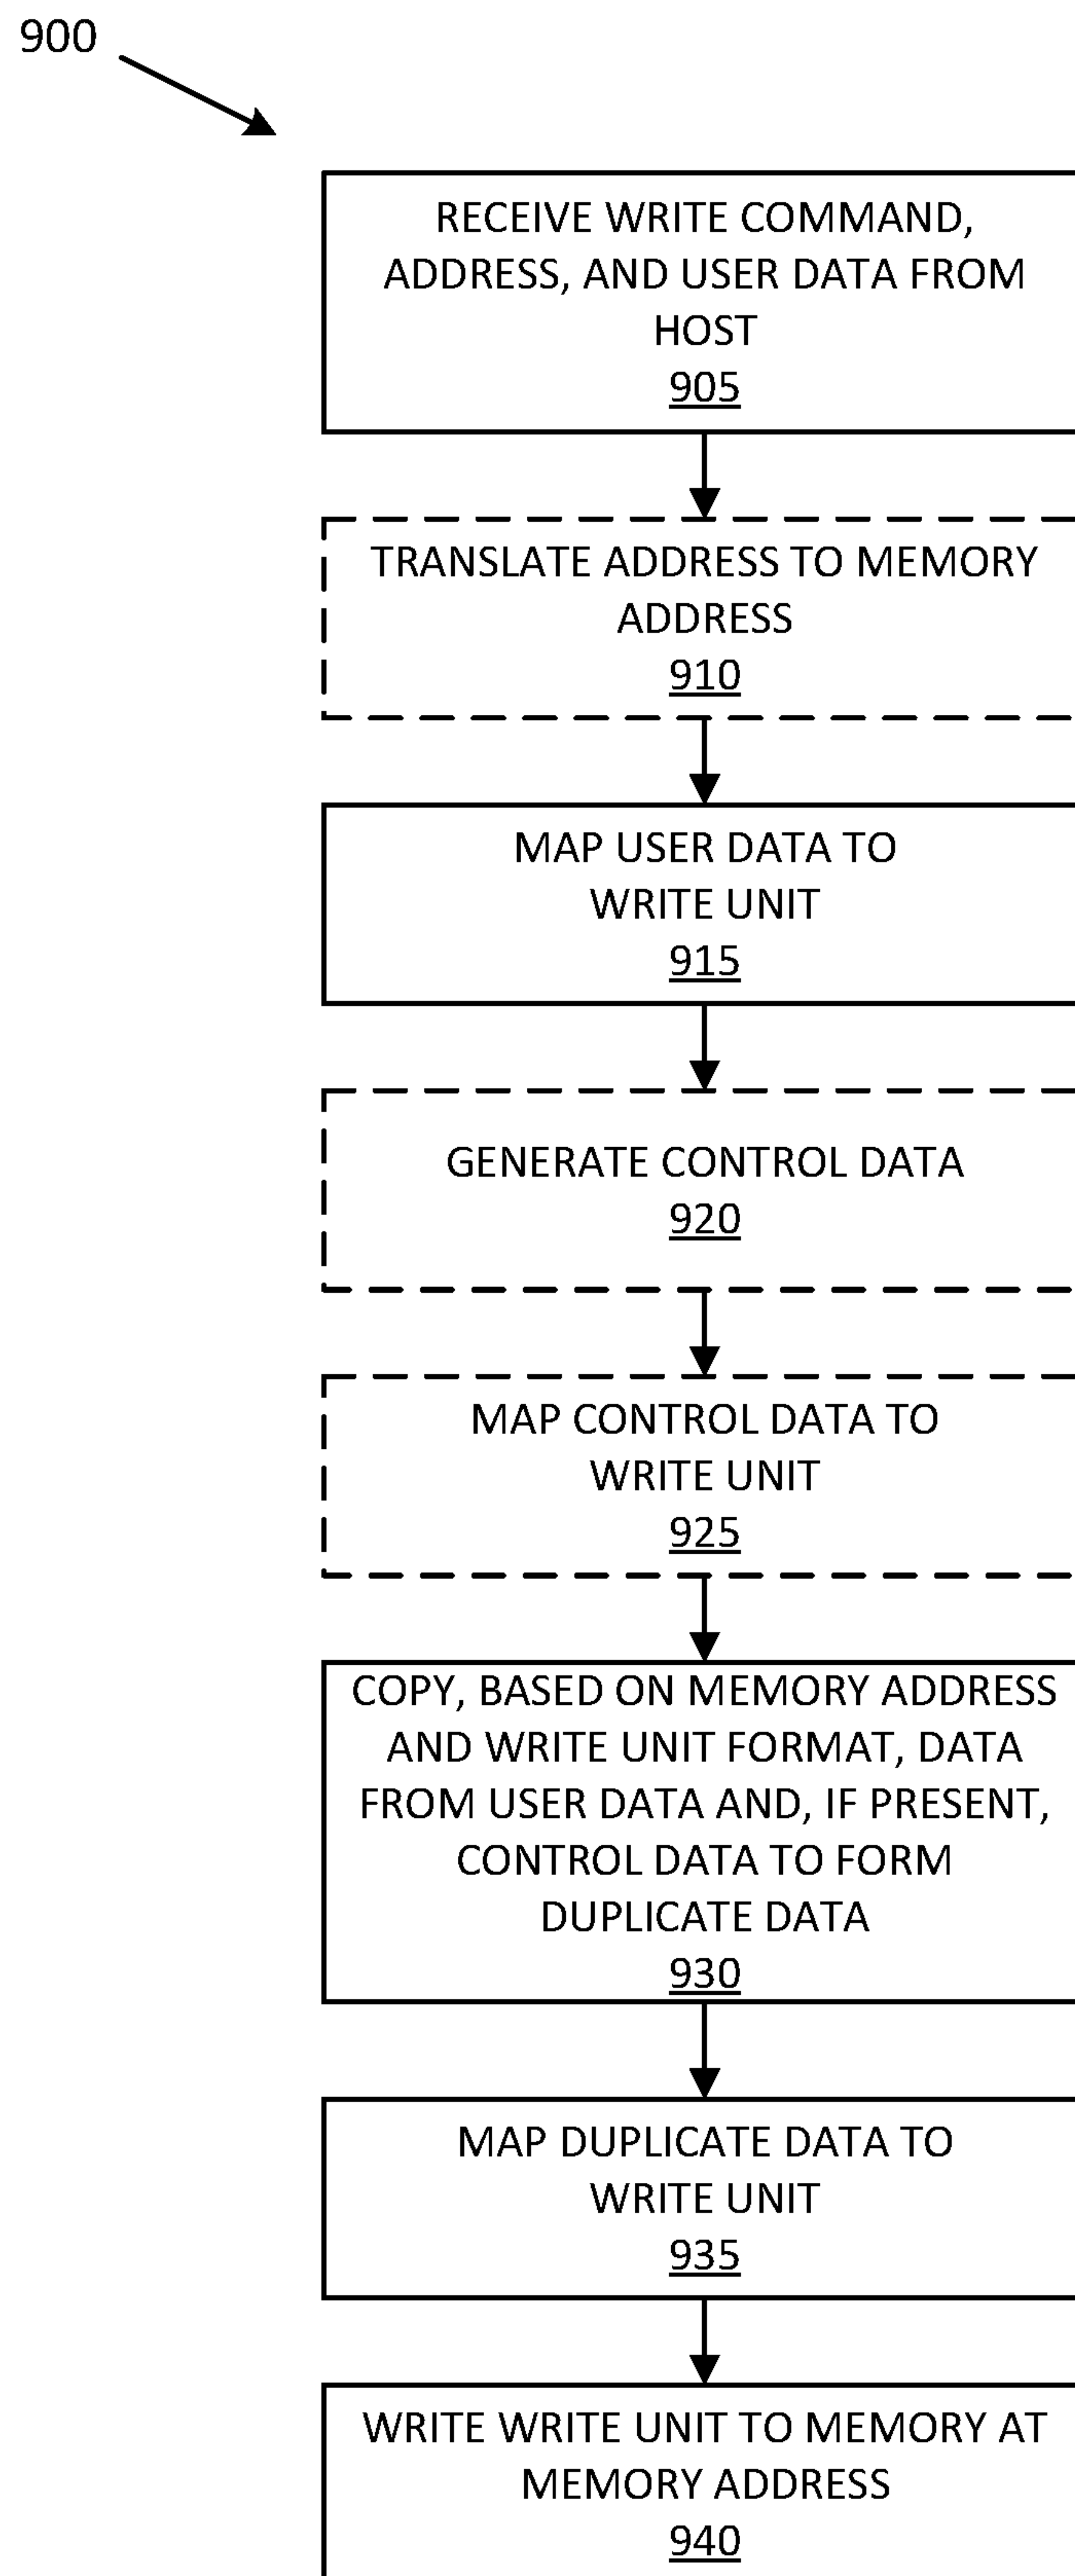 900
RECEIVE WRITE COMMAND,
ADDRESS, AND USER DATA FROM
HOST
905
TRANSLATE ADDRESS TO MEMORY
ADDRESS
910
MAP USER DATA TO
WRITE UNIT
915
GENERATE CONTROL DATA
920
MAP CONTROL DATA TO
WRITE UNIT
925
COPY, BASED ON MEMORY ADDRESS
AND WRITE UNIT FORMAT, DATA
FROM USER DATA AND, IF PRESENT,
CONTROL DATA TO FORM
DUPLICATE DATA
930
MAP DUPLICATE DATA TO
WRITE UNIT
935
WRITE WRITE UNIT TO MEMORY AT
MEMORY ADDRESS
940